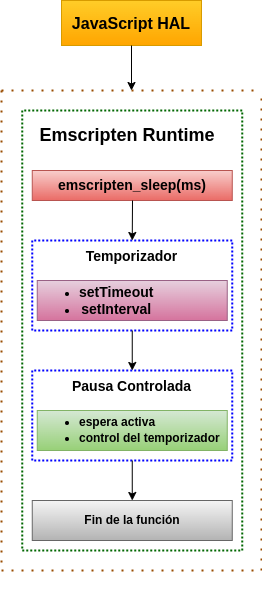 JavaScript HAL
Emscripten Runtime
emscripten_sleep(ms)
Temporizador
• setTimeout
• setInterval
Pausa Controlada
• espera activa
• control del temporizador
Fin de la función